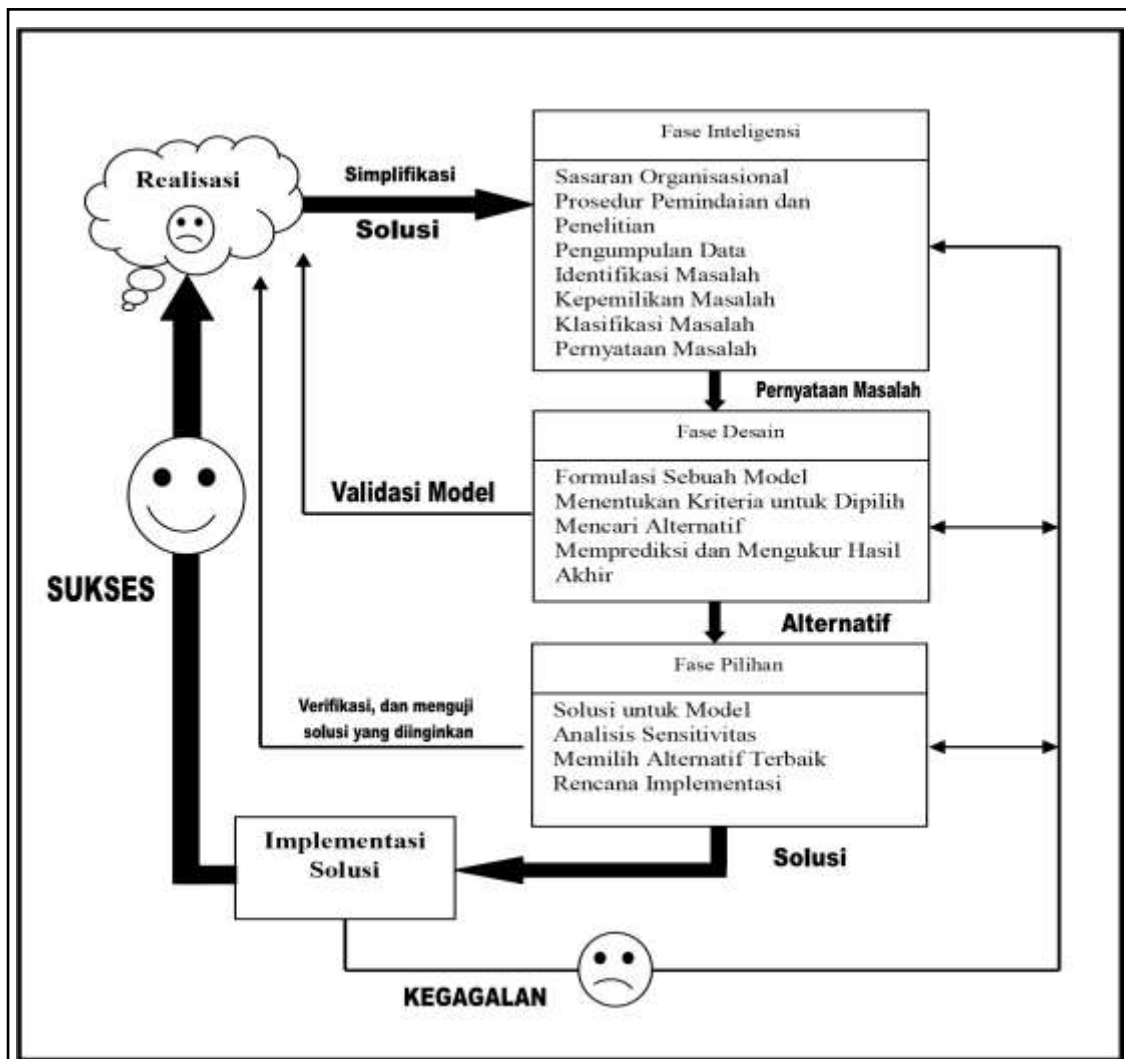 Realisasi
Simplifikasi
Solusi
Fase Inteligensi
Sasaran Organisasional
Prosedur Pemindaian dan
Penelitian
Pengumpulan Data
Identifikasi Masalah
Kepemilikan Masalah
Klasifikasi Masalah
Pernyataan Masalah
Pernyataan Masalah
Fase Desain
Formulasi Sebuah Model
Menentukan Kriteria untuk Dipilih
Mencari Alternatif
Memprediksi dan Mengukur Hasil
Akhir
Validasi Model
SUKSES
Alternatif
Fase Pilihan
Solusi untuk Model
Analisis Sensitivitas
Memilih Alternatif Terbaik
Rencana Implementasi
Verifikasi, dan menguji
solusi yang diinginkan
Implementasi
Solusi
Solusi
KEGAGALAN